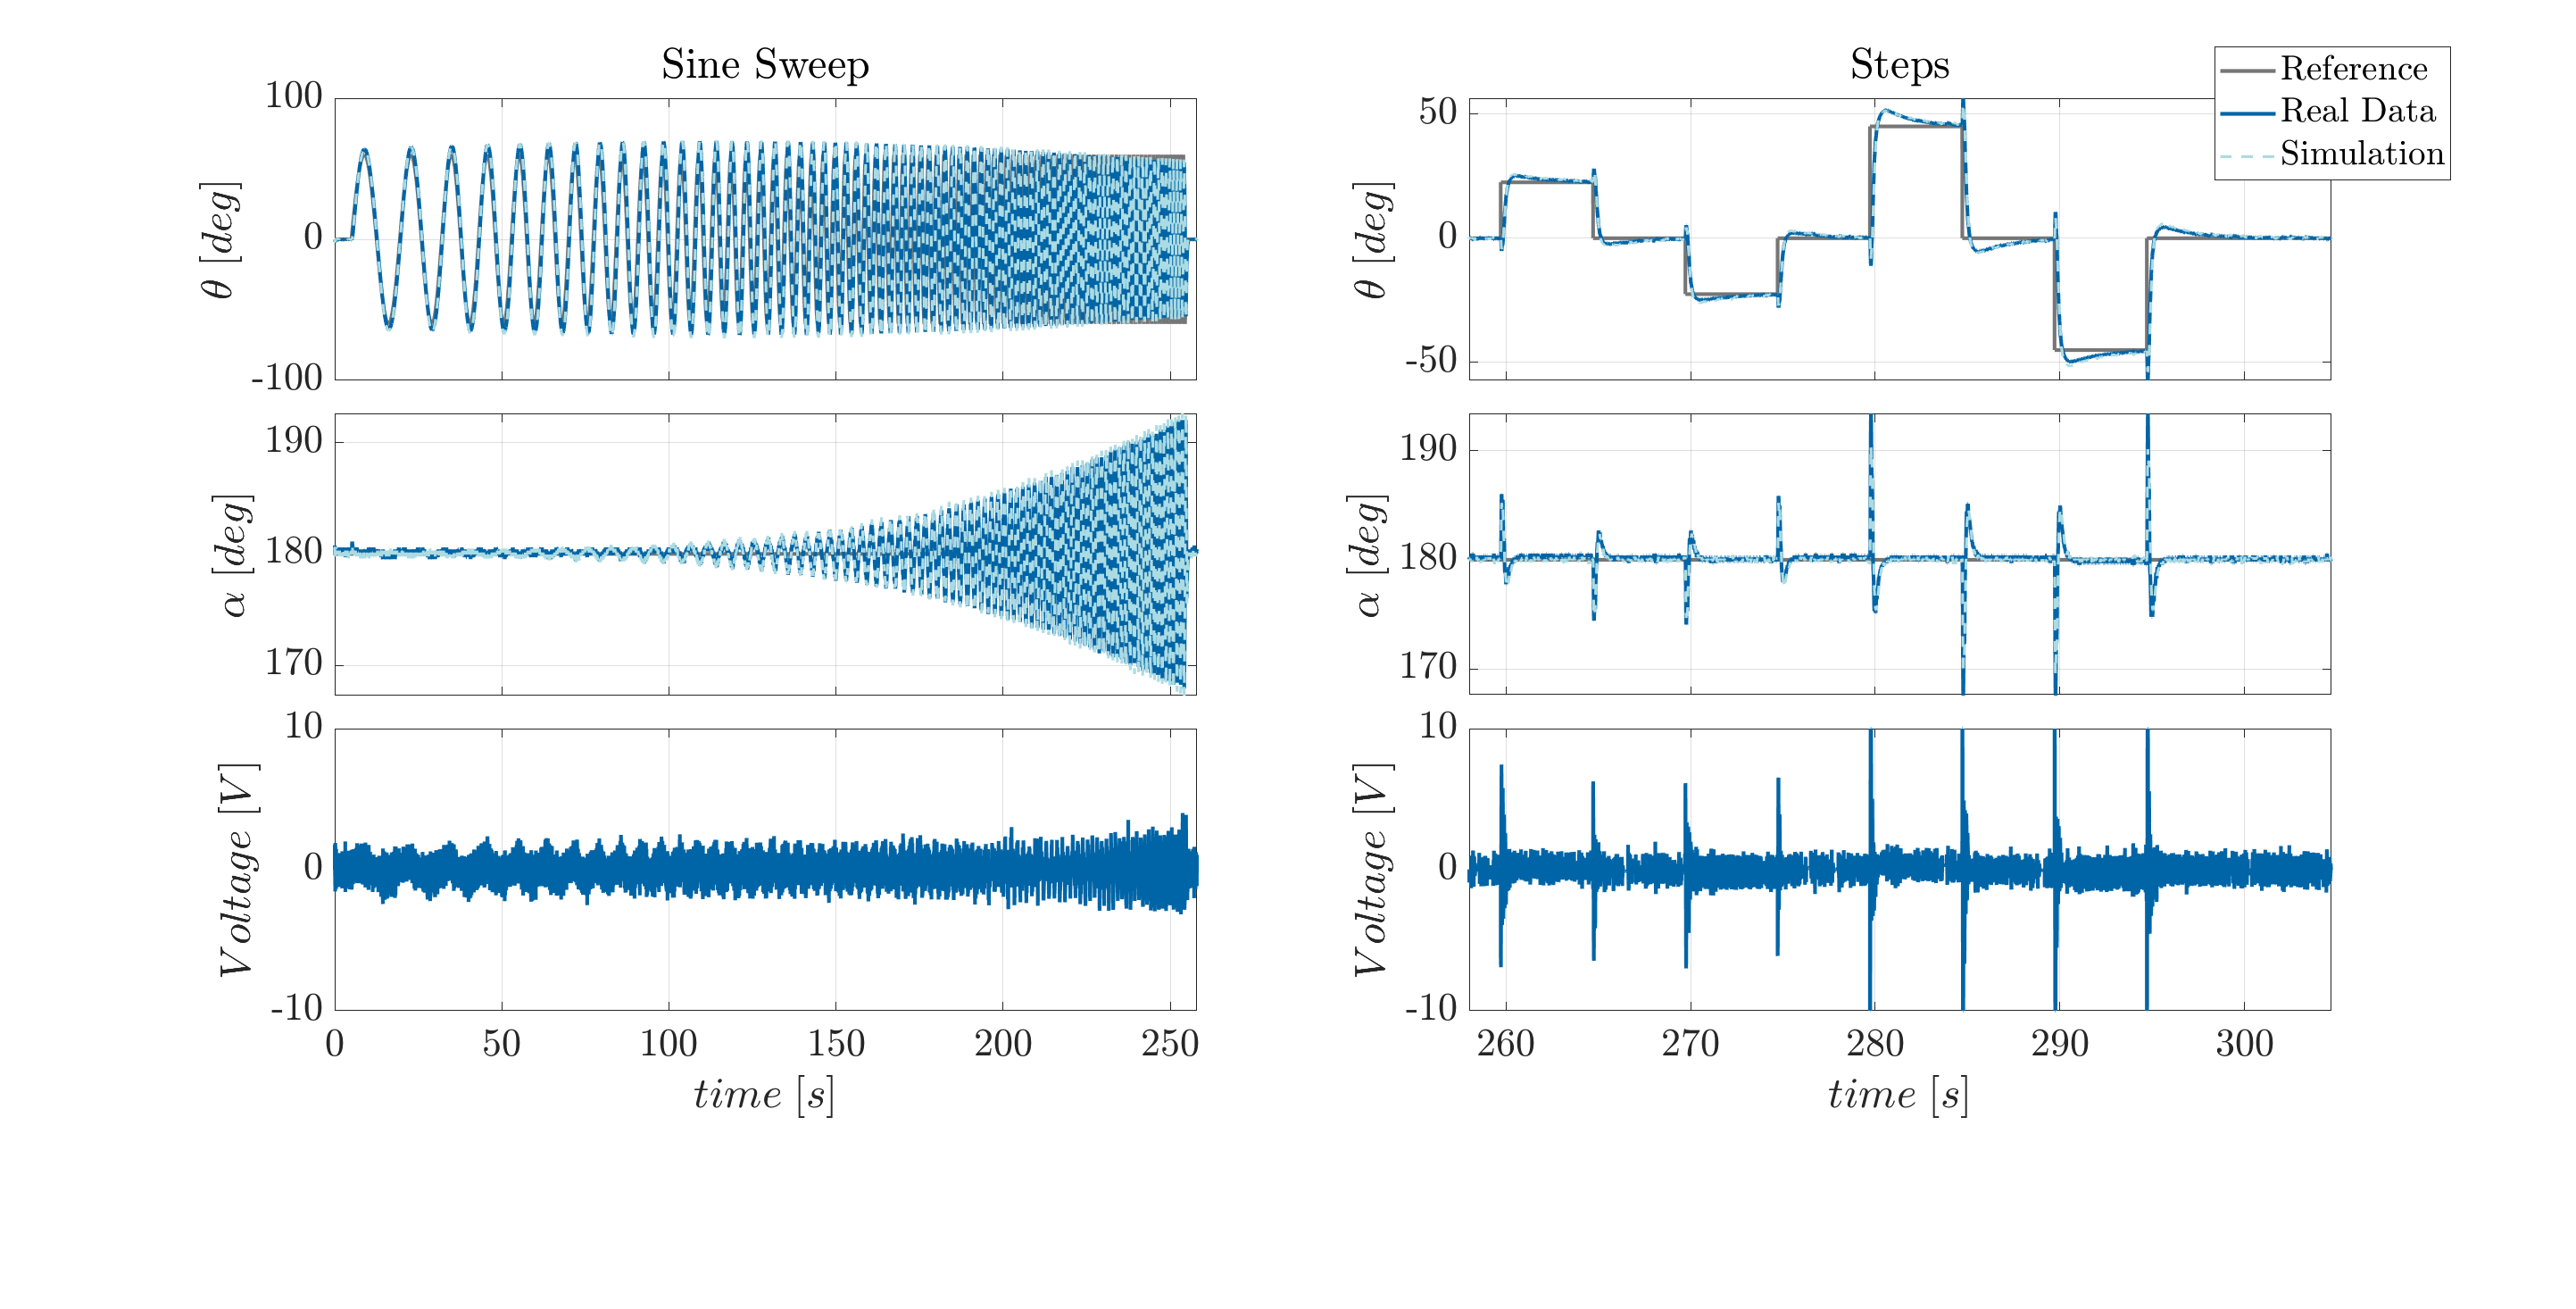 Sine Sweep
100
0
-100
θ [deg]
190
180
170
α [deg]
10
0
-10
Voltage [V]
0 50 100 150 200 250
time [s]
Steps
Reference
Real Data
Simulation
50
0
-50
θ [deg]
190
180
170
α [deg]
10
0
-10
Voltage [V]
260 270 280 290 300
time [s]